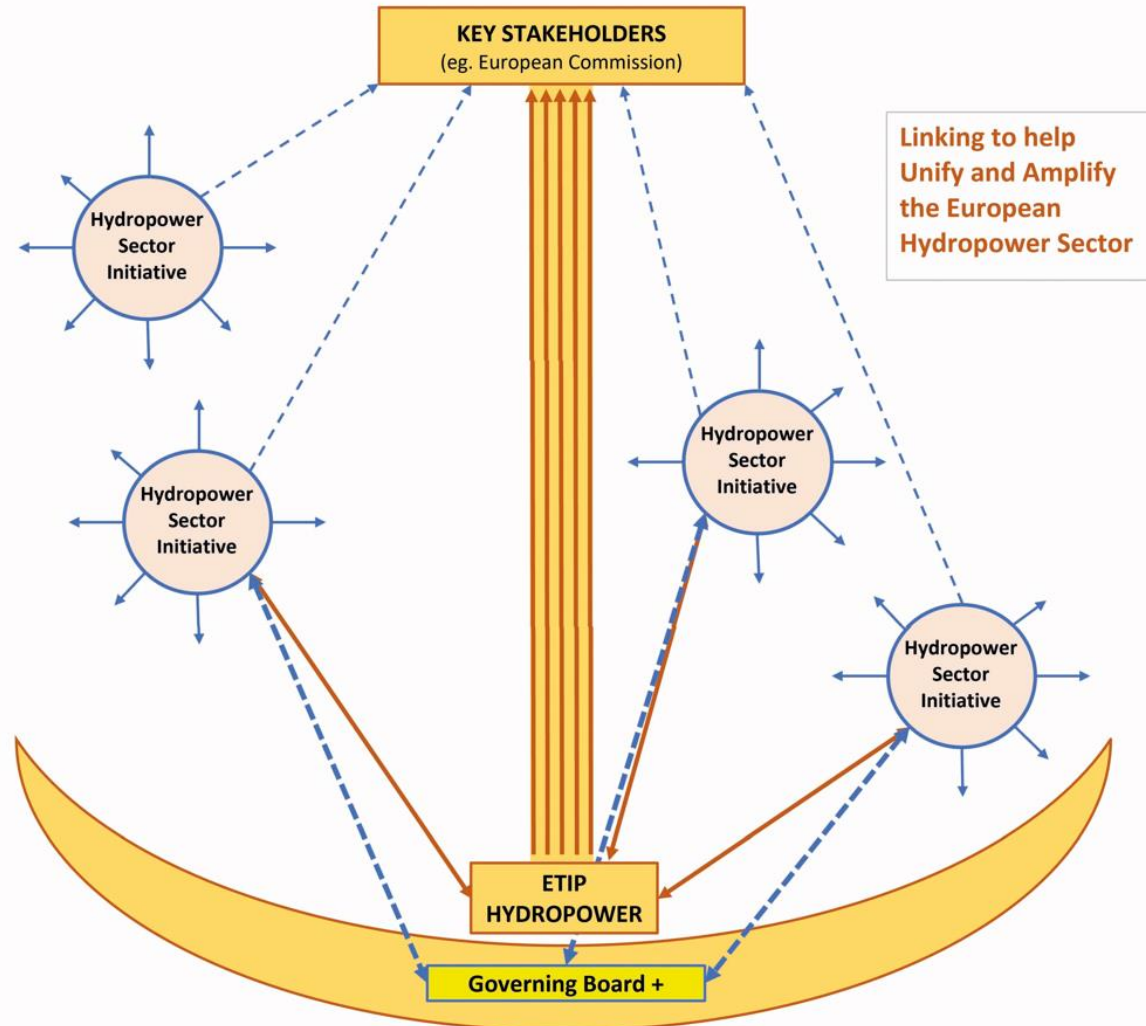 KEY STAKEHOLDERS
(eg. European Commission)
Linking to help
Unify and Amplify
the European
Hydropower Sector
Hydropower
Sector
Initiative
Hydropower
Sector
Initiative
Hydropower
Sector
Initiative
Hydropower
Sector
Initiative
ETIP
HYDROPOWER
Governing Board +